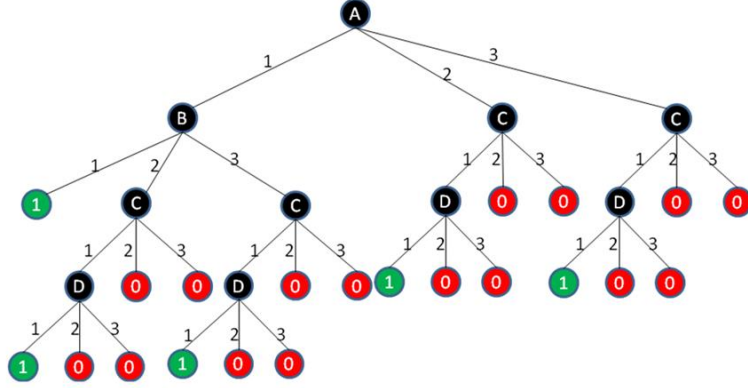 A
1 2 3
B C C
1 2 3 1 2 3 1 2 3
1 C C D 0 0 D 0 0
1 2 3 1 2 3 1 2 3 1 2 3
D 0 0 D 0 0 1 0 0 1 0 0
1 2 3 1 2 3
1 0 0 1 0 0